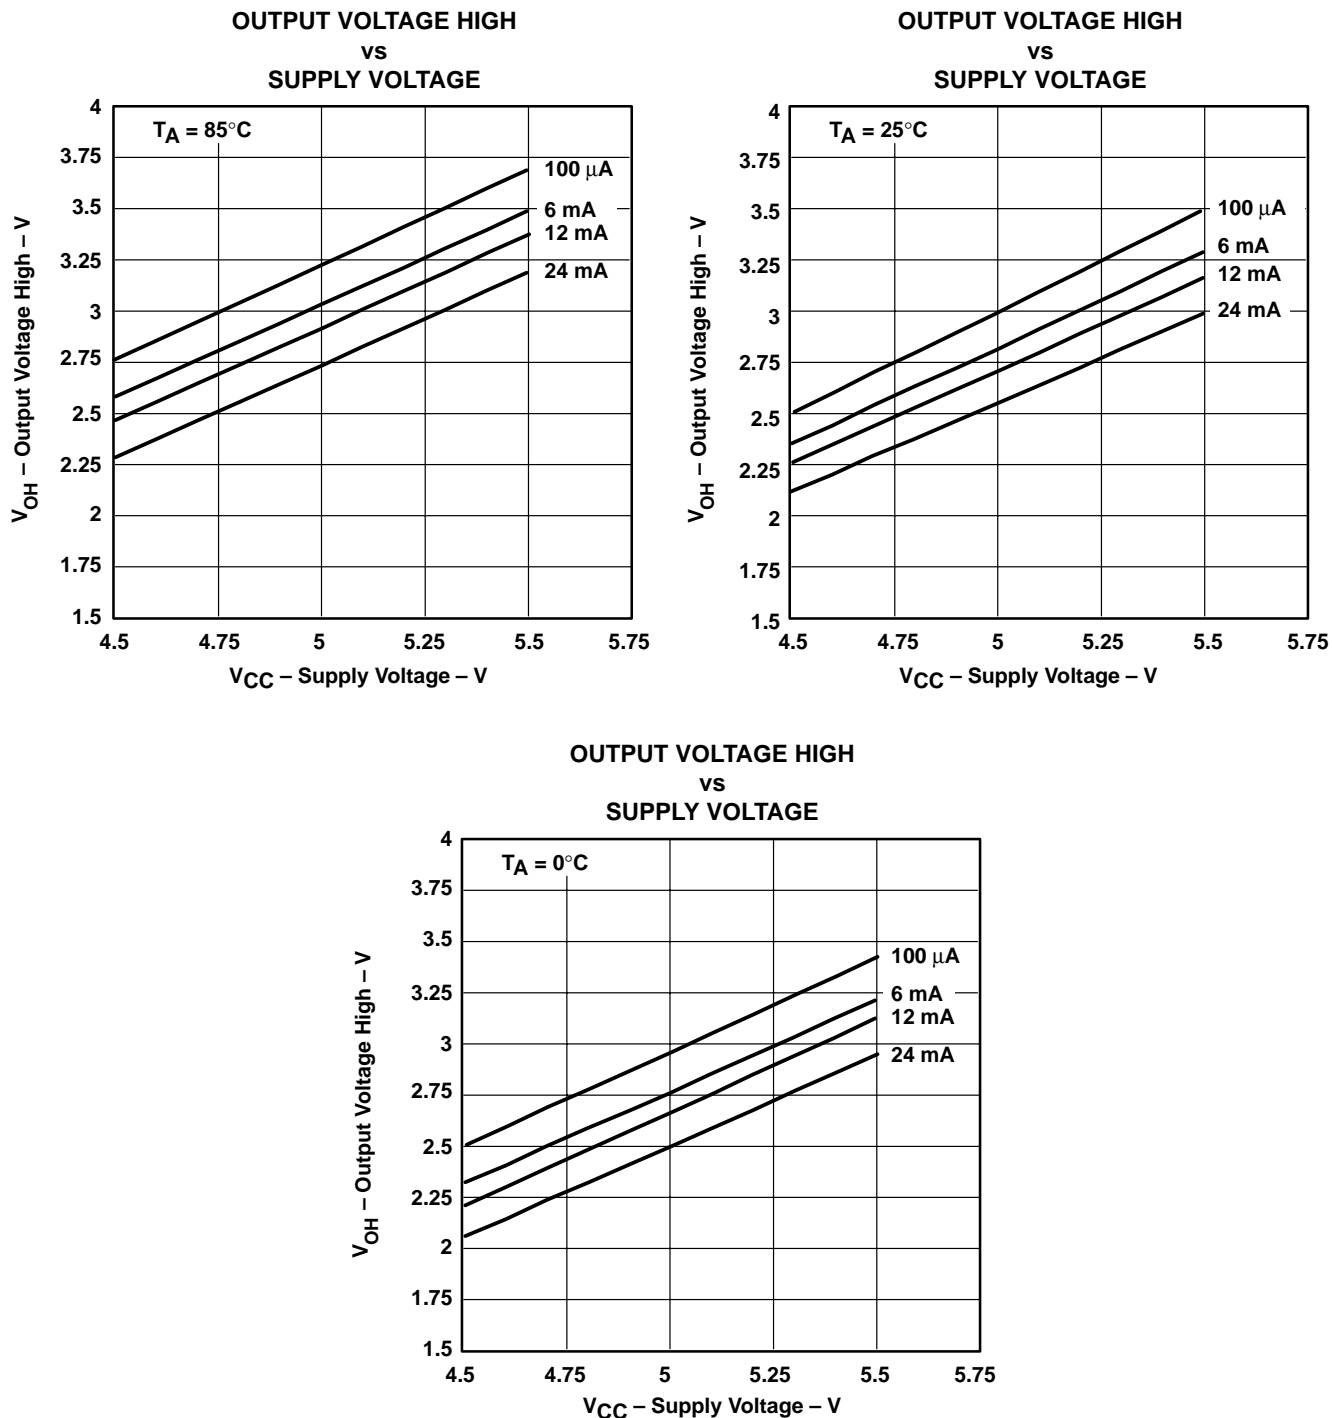 OUTPUT VOLTAGE HIGH
vs
SUPPLY VOLTAGE
4
3.75
3.5
3.25
3
2.75
2.5
2.25
2
1.75
1.5
V_OH – Output Voltage High – V
T_A = 85°C
100 µA
6 mA
12 mA
24 mA
4.5 4.75 5 5.25 5.5 5.75
V_CC – Supply Voltage – V
OUTPUT VOLTAGE HIGH
vs
SUPPLY VOLTAGE
4
3.75
3.5
3.25
3
2.75
2.5
2.25
2
1.75
1.5
V_OH – Output Voltage High – V
T_A = 25°C
100 µA
6 mA
12 mA
24 mA
4.5 4.75 5 5.25 5.5 5.75
V_CC – Supply Voltage – V
OUTPUT VOLTAGE HIGH
vs
SUPPLY VOLTAGE
4
3.75
3.5
3.25
3
2.75
2.5
2.25
2
1.75
1.5
V_OH – Output Voltage High – V
T_A = 0°C
100 µA
6 mA
12 mA
24 mA
4.5 4.75 5 5.25 5.5 5.75
V_CC – Supply Voltage – V